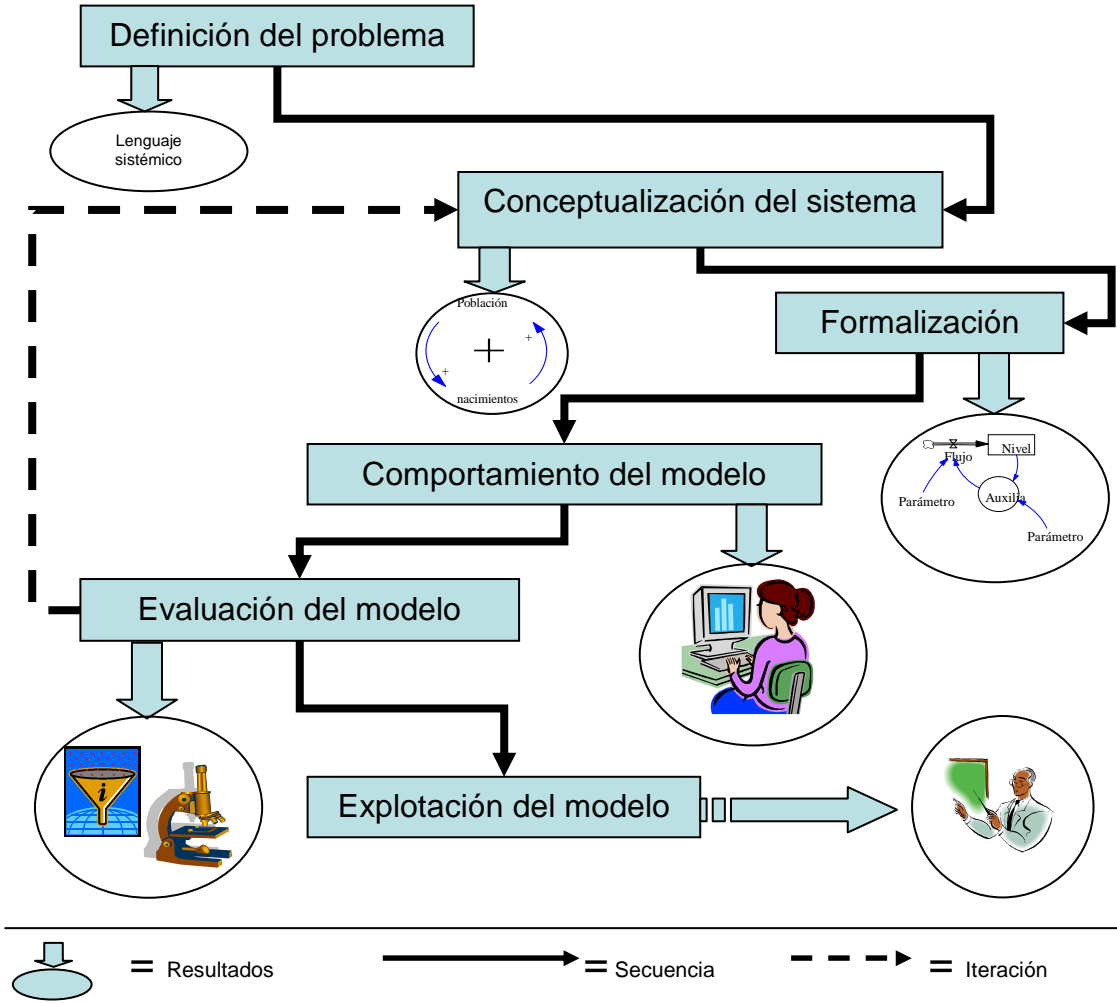 Definición del problema
Lenguaje
sistémico
Conceptualización del sistema
Población
+
+
+
nacimientos
Formalización
Flujo
Nivel
Parámetro
Auxilia
Parámetro
Comportamiento del modelo
Evaluación del modelo
i
Explotación del modelo
= Resultados
= Secuencia
= Iteración